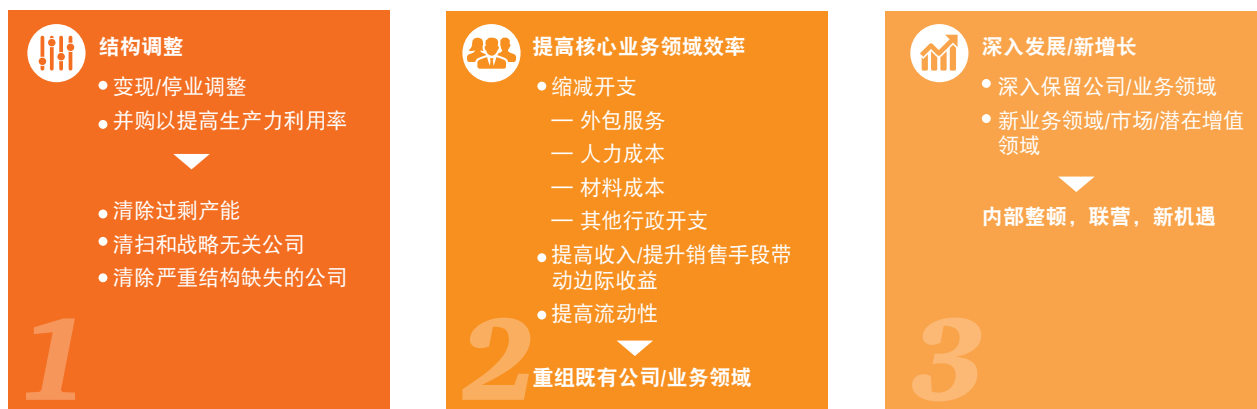 结构调整
• 变现/停业调整
• 并购以提高生产力利用率
• 清除过剩产能
• 清扫和战略无关公司
• 清除严重结构缺失的公司
1
提高核心业务领域效率
• 缩减开支
— 外包服务
— 人力成本
— 材料成本
— 其他行政开支
• 提高收入/提升销售手段带
动边际收益
• 提高流动性
重组既有公司/业务领域
2
深入发展/新增长
• 深入保留公司/业务领域
• 新业务领域/市场/潜在增值
领域
内部整顿，联营，新机遇
3